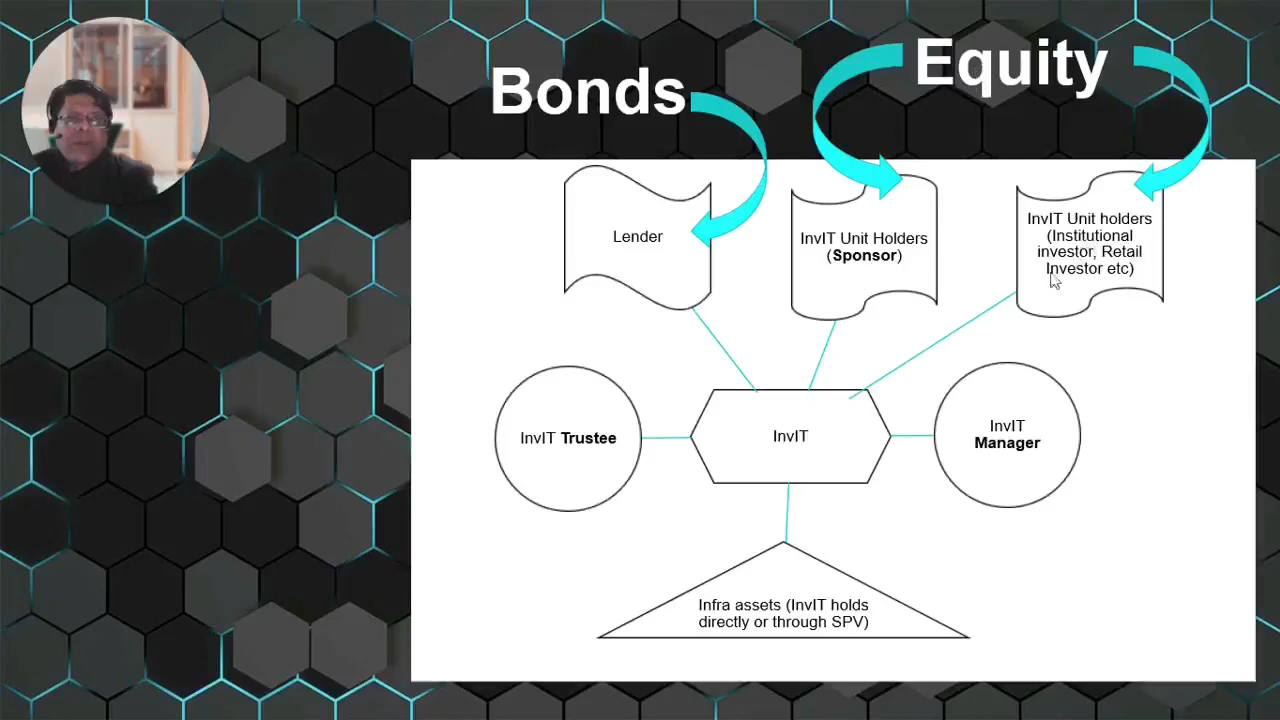 Bonds
Equity
Lender
InvIT Unit Holders
(Sponsor)
InvIT Unit holders
(Institutional
investor, Retail
Investor etc)
InvIT Trustee
InvIT
InvIT
Manager
Infra assets (InvIT holds
directly or through SPV)